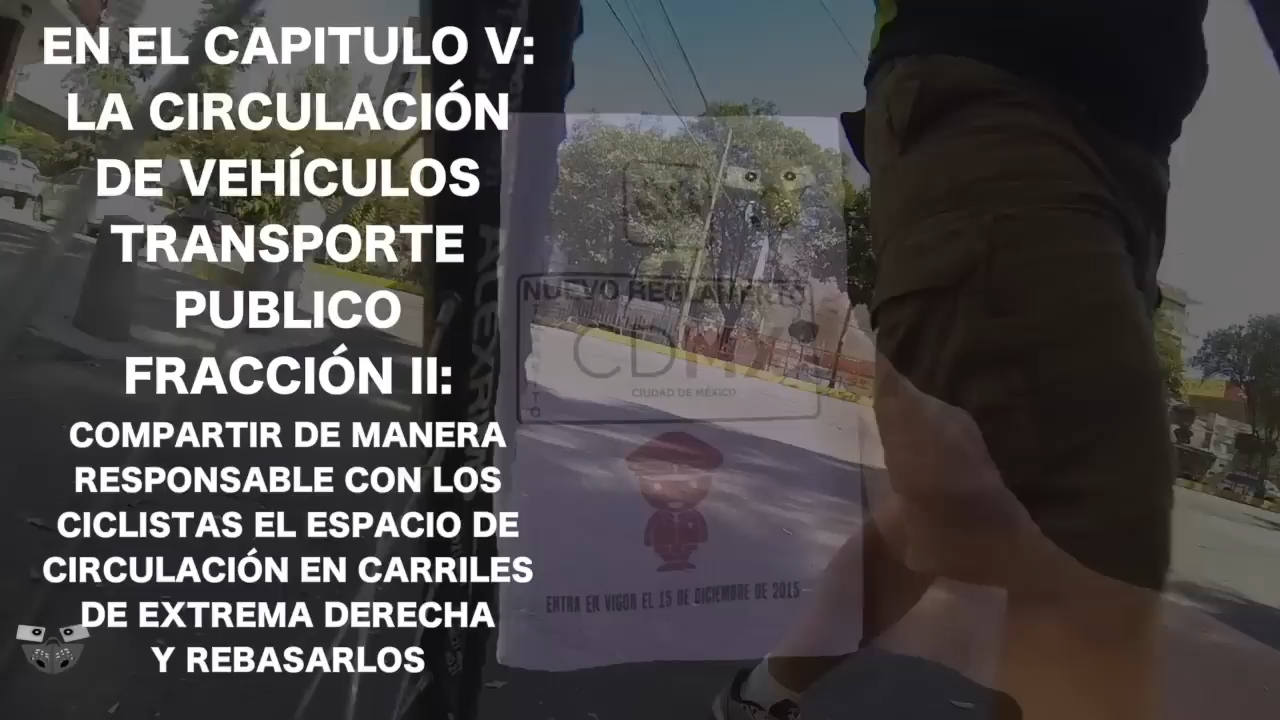 EN EL CAPITULO V:
LA CIRCULACIÓN
DE VEHÍCULOS
TRANSPORTE
PUBLICO
FRACCIÓN II:
COMPARTIR DE MANERA
RESPONSABLE CON LOS
CICLISTAS EL ESPACIO DE
CIRCULACIÓN EN CARRILES
DE EXTREMA DERECHA
Y REBASARLOS
NUEVO REGLAMENTO
CDMX
CIUDAD DE MÉXICO
ENTRA EN VIGOR EL 15 DE DICIEMBRE DE 2015